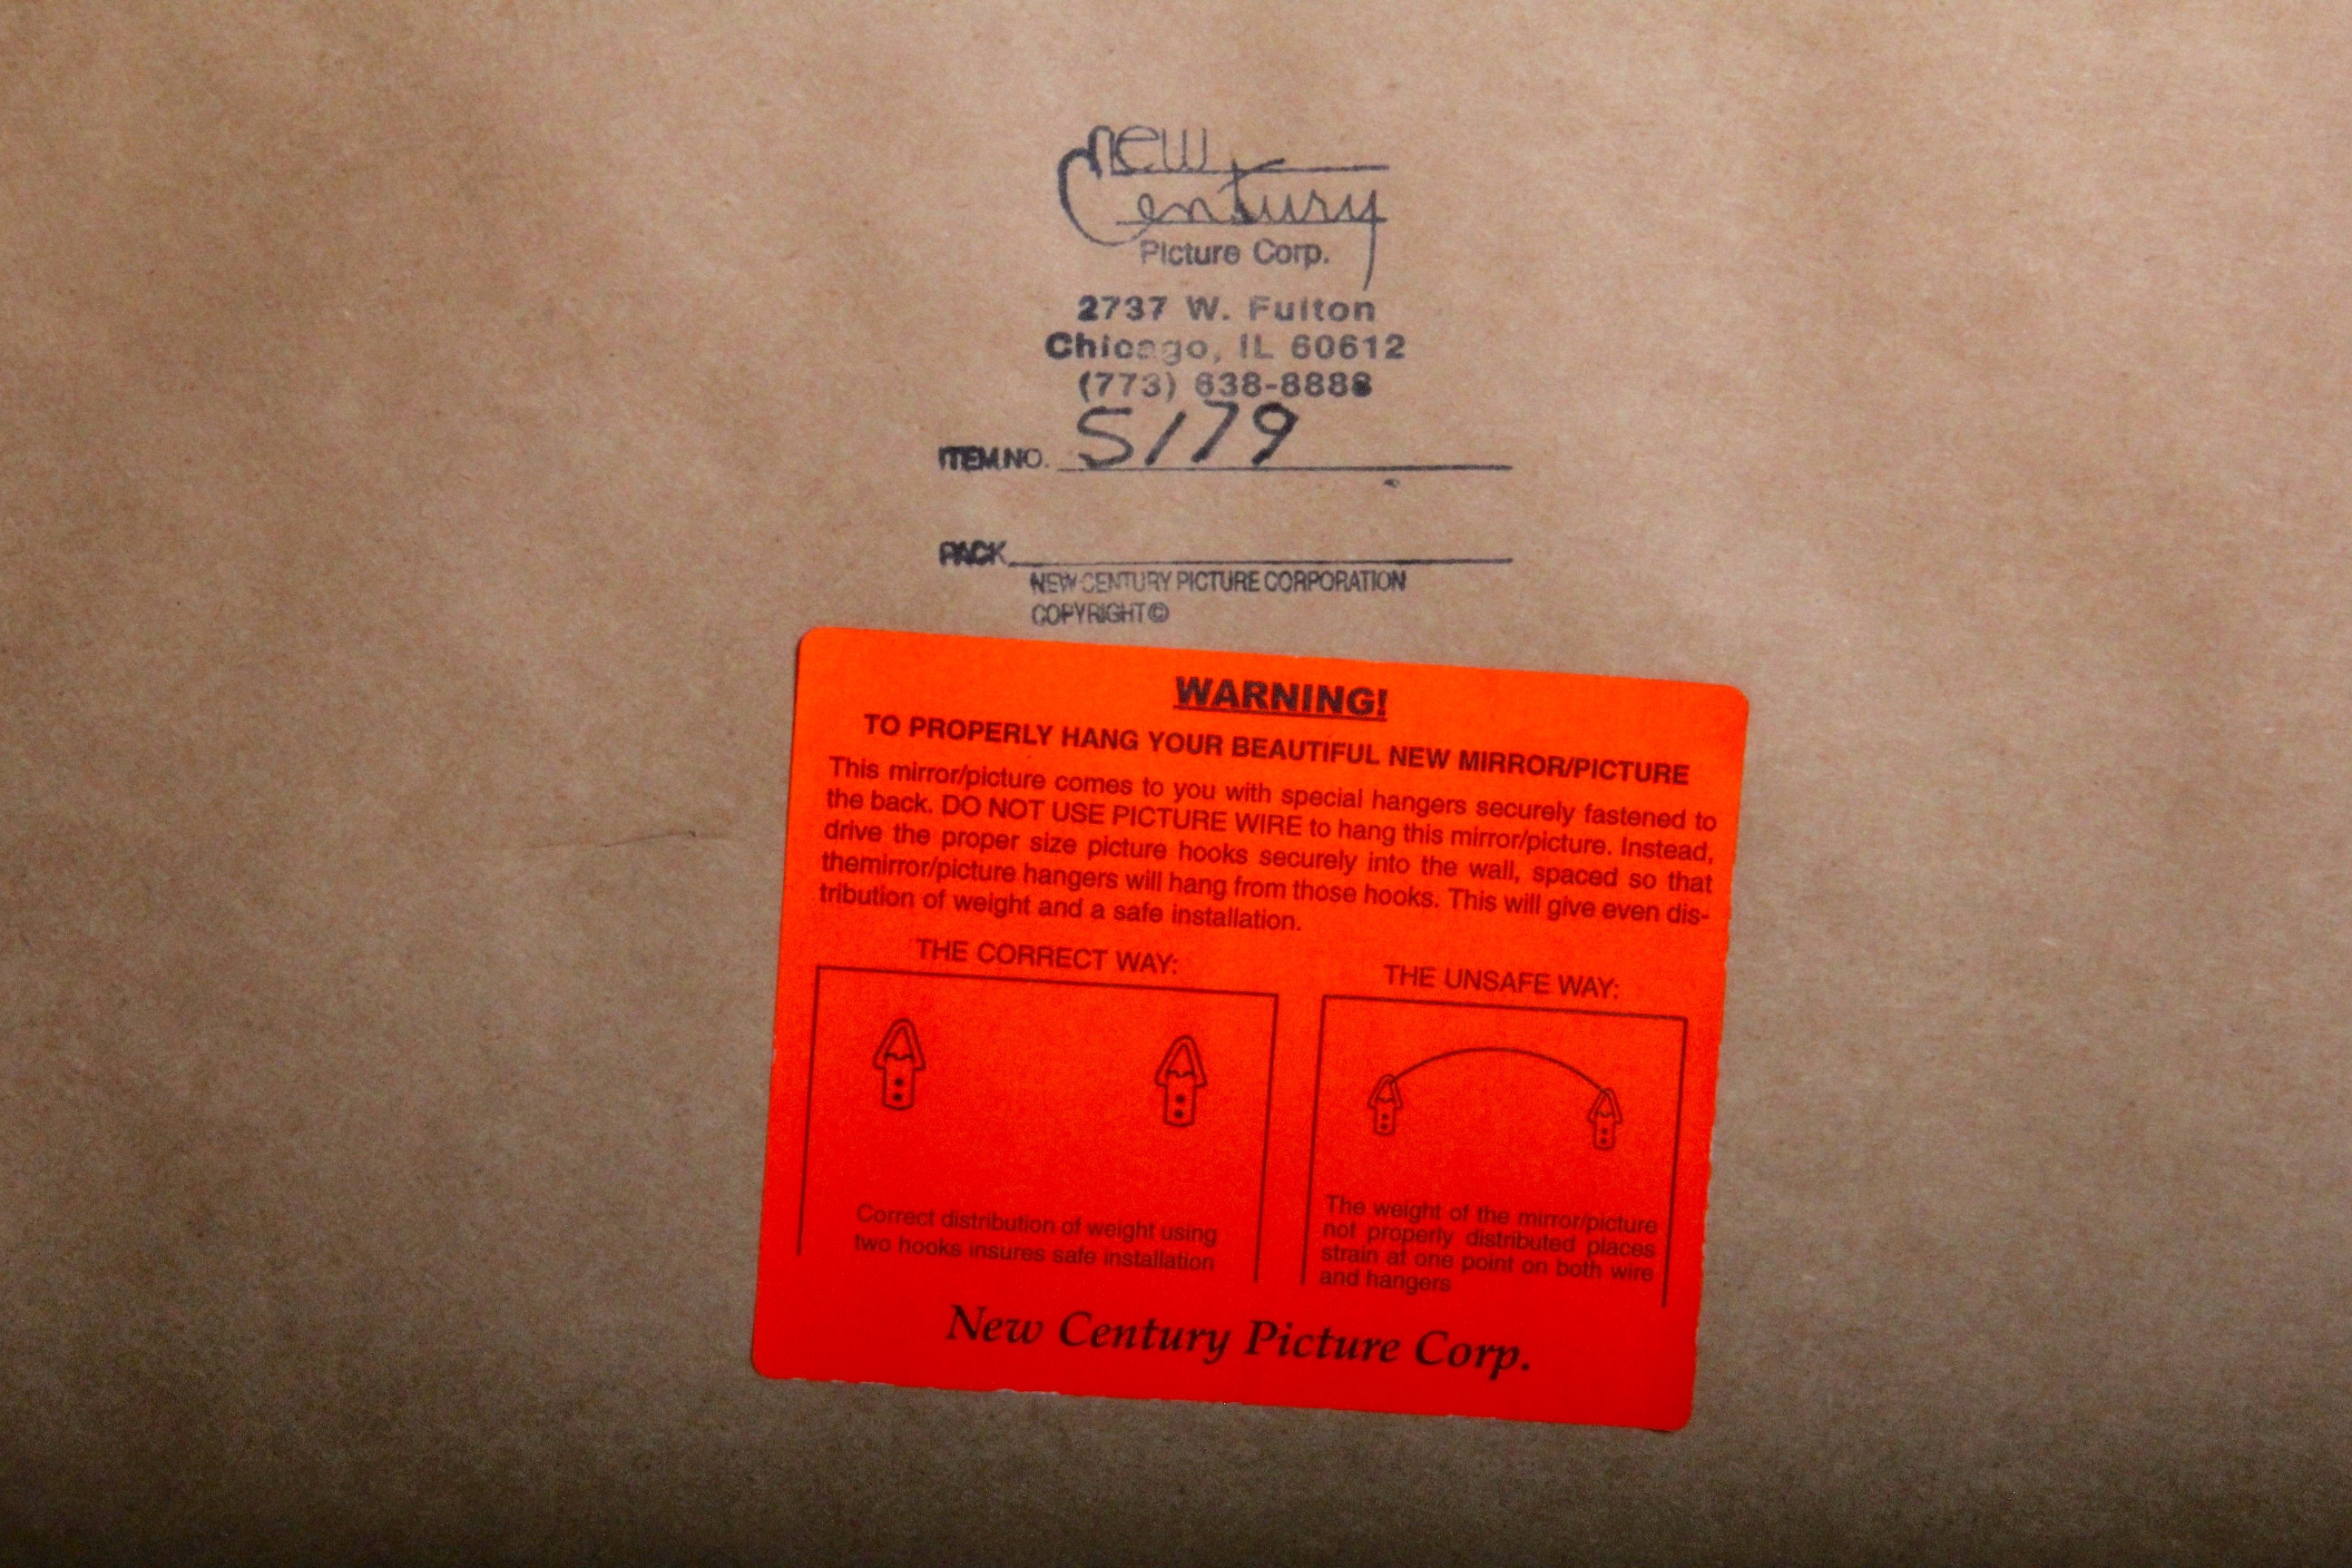 new
Century
Picture Corp.
2737 W. Fulton
Chicago, IL 60612
(773) 638-8888
ITEM NO. 5179
PACK
NEW CENTURY PICTURE CORPORATION
COPYRIGHT©
WARNING!
TO PROPERLY HANG YOUR BEAUTIFUL NEW MIRROR/PICTURE
This mirror/picture comes to you with special hangers securely fastened to
the back. DO NOT USE PICTURE WIRE to hang this mirror/picture. Instead,
drive the proper size picture hooks securely into the wall, spaced so that
themirror/picture hangers will hang from those hooks. This will give even dis-
tribution of weight and a safe installation.
THE CORRECT WAY:
Correct distribution of weight using
two hooks insures safe installation
THE UNSAFE WAY:
The weight of the mirror/picture
not properly distributed places
strain at one point on both wire
and hangers
New Century Picture Corp.